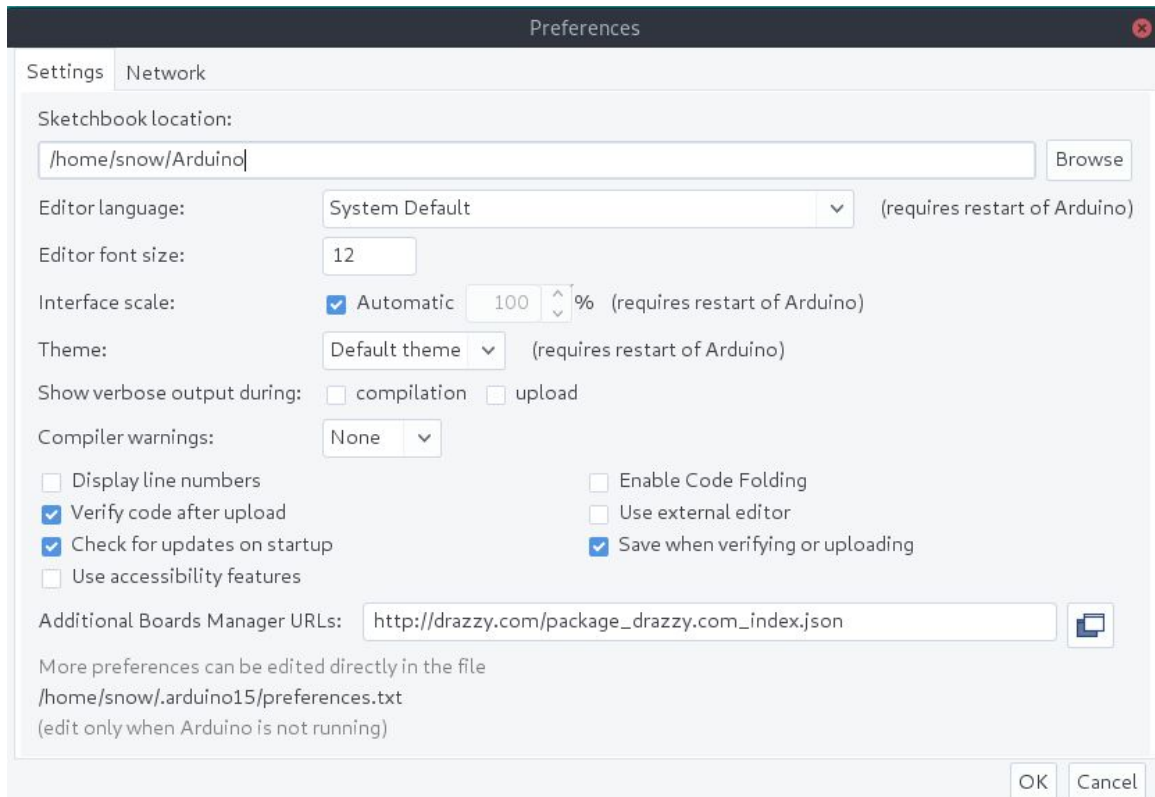 Preferences
Settings Network
Sketchbook location:
/home/snow/Arduino Browse
Editor language: System Default (requires restart of Arduino)
Editor font size: 12
Interface scale: Automatic 100 % (requires restart of Arduino)
Theme: Default theme (requires restart of Arduino)
Show verbose output during: compilation upload
Compiler warnings: None
Display line numbers Enable Code Folding
Verify code after upload Use external editor
Check for updates on startup Save when verifying or uploading
Use accessibility features
Additional Boards Manager URLs: http://drazzy.com/package_drazzy.com_index.json
More preferences can be edited directly in the file
/home/snow/.arduino15/preferences.txt
(edit only when Arduino is not running)
OK Cancel